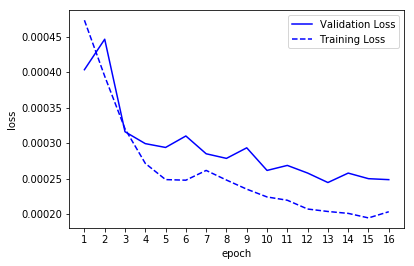 Validation Loss
Training Loss
loss
0.00045
0.00040
0.00035
0.00030
0.00025
0.00020
1 2 3 4 5 6 7 8 9 10 11 12 13 14 15 16
epoch